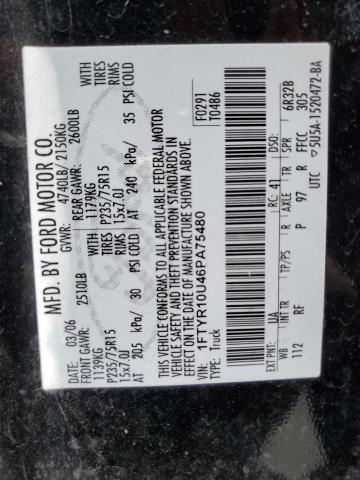 MFD. BY FORD MOTOR CO.
DATE: 03/06 GVWR: 4740LB/ 2150KG
FRONT GAWR: 2510LB REAR GAWR: 2600LB
1139KG WITH 1179KG WITH
P235/75R15 TIRES P235/75R15 TIRES
15x7.0J RIMS 15x7.0J RIMS
AT 205 kPa/ 30 PSI COLD AT 240 kPa/ 35 PSI COLD
THIS VEHICLE CONFORMS TO ALL APPLICABLE FEDERAL MOTOR
VEHICLE SAFETY AND THEFT PREVENTION STANDARDS IN
EFFECT ON THE DATE OF MANUFACTURE SHOWN ABOVE.
VIN: 1FTYR10U46PA75480 F0291
TYPE: Truck T0486
EXT PNT: UA RC: 41 DSO:
WB INT TR TP/PS R AXLE TR SPR 6R32B
112 RF P 97 R FFCC 305
UTC 5U5A-1520472-BA